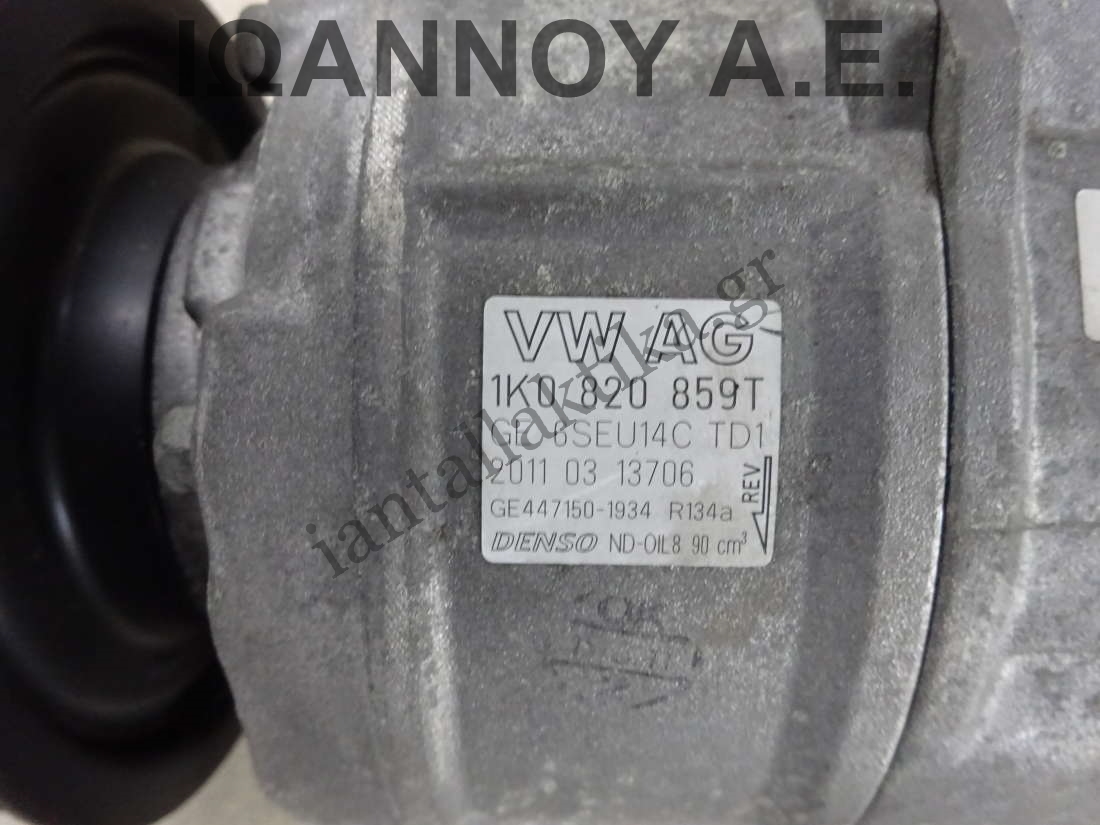 ΙΩΑΝΝΟΥ Α.Ε.
VW AG
1K0 820 859T
GE 6SEU14C TD1
2011 03 13706
REV
GE447150-1934 R134a
DENSO ND-OIL8 90 cm³
iantallaktika.gr